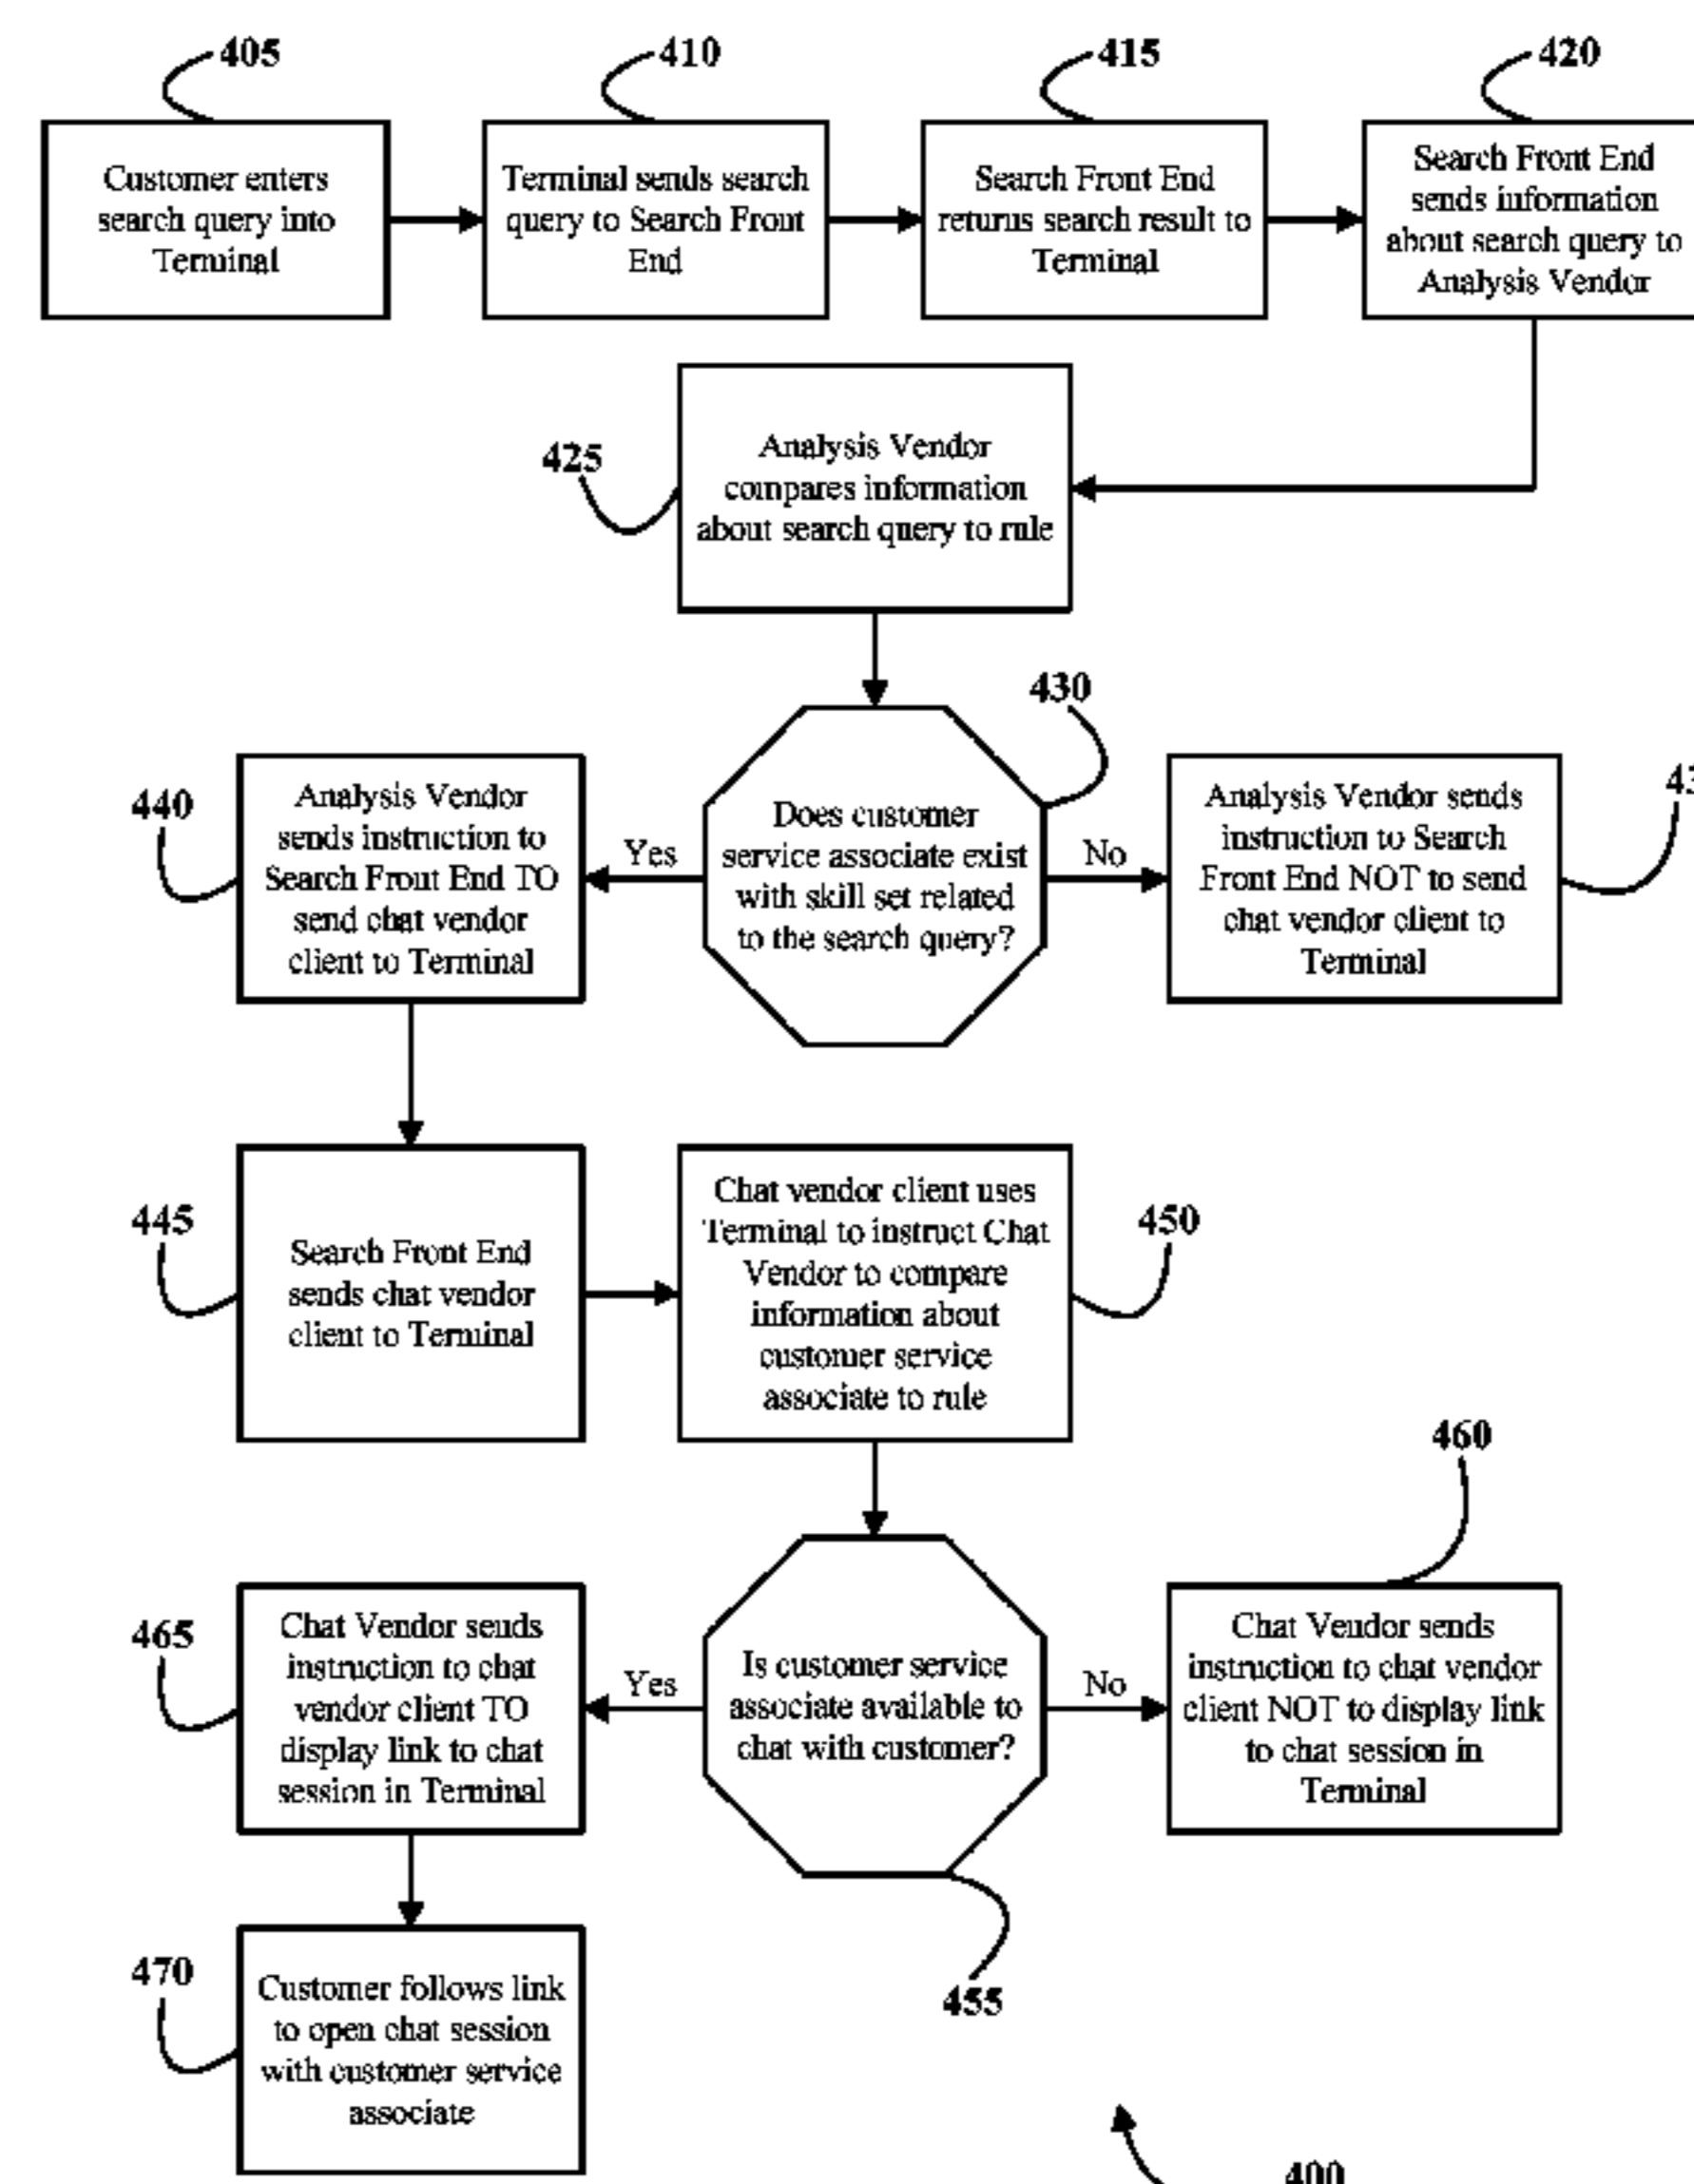 405
410
415
420
Customer enters
search query into
Terminal
Terminal sends search
query to Search Front
End
Search Front End
returns search result to
Terminal
Search Front End
sends information
about search query to
Analysis Vendor
425
Analysis Vendor
compares information
about search query to rule
430
440
Analysis Vendor
sends instruction to
Search Front End TO
send chat vendor
client to Terminal
Yes
Does customer
service associate exist
with skill set related
to the search query?
No
Analysis Vendor sends
instruction to Search
Front End NOT to send
chat vendor client to
Terminal
445
Search Front End
sends chat vendor
client to Terminal
Chat vendor client uses
Terminal to instruct Chat
Vendor to compare
information about
customer service
associate to rule
450
460
465
Chat Vendor sends
instruction to chat
vendor client TO
display link to chat
session in Terminal
Yes
Is customer service
associate available to
chat with customer?
No
Chat Vendor sends
instruction to chat vendor
client NOT to display link
to chat session in
Terminal
455
470
Customer follows link
to open chat session
with customer service
associate
400